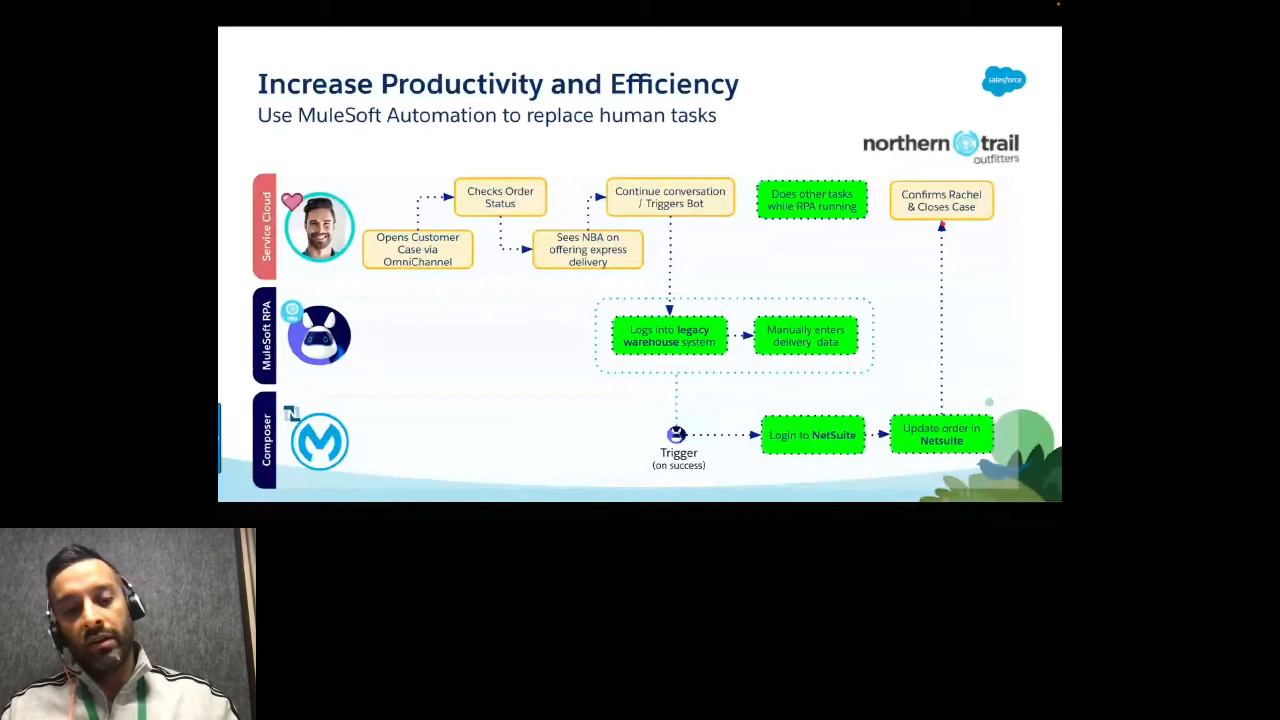 Increase Productivity and Efficiency
Use MuleSoft Automation to replace human tasks
salesforce
northern trail
outfitters
Service Cloud
Checks Order
Status
Continue conversation
/ Triggers Bot
Does other tasks
while RPA running
Confirms Rachel
& Closes Case
Opens Customer
Case via
OmniChannel
Sees NBA on
offering express
delivery
MuleSoft RPA
Logs into legacy
warehouse system
Manually enters
delivery data
Composer
N
Trigger
(on success)
Login to NetSuite
Update order in
Netsuite